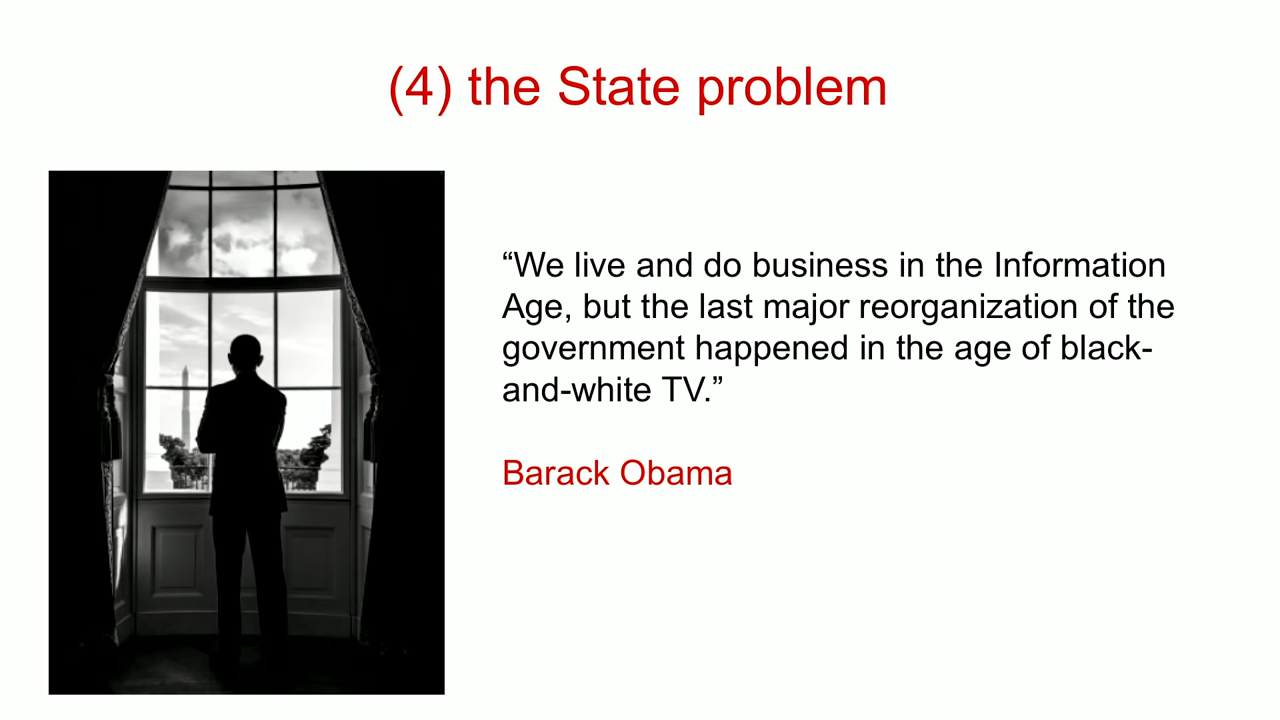 (4) the State problem
“We live and do business in the Information
Age, but the last major reorganization of the
government happened in the age of black-
and-white TV.”
Barack Obama